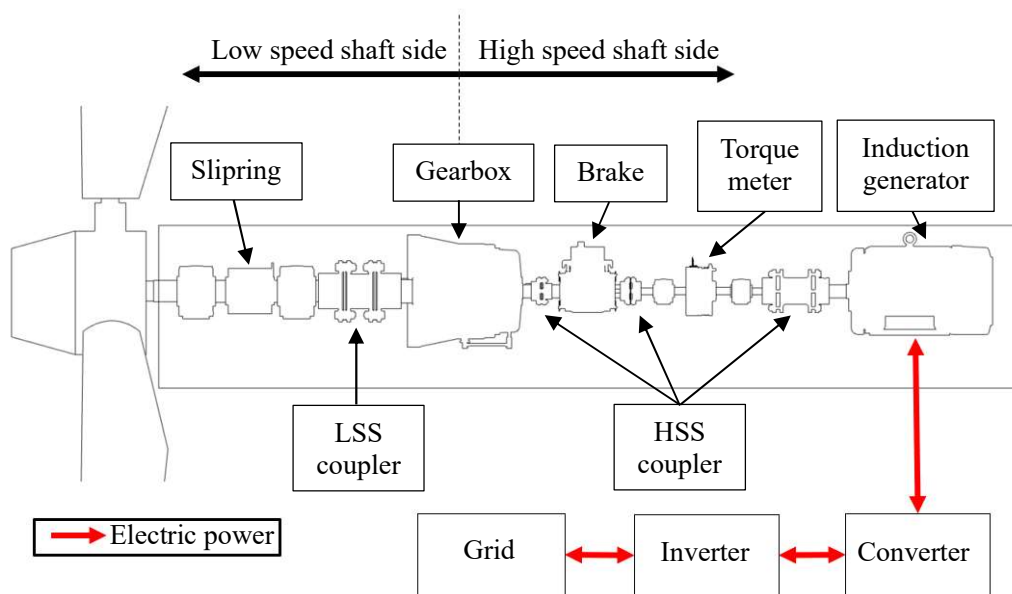 Low speed shaft side
High speed shaft side
Slipring
Gearbox
Brake
Torque
meter
Induction
generator
LSS
coupler
HSS
coupler
Electric power
Grid
Inverter
Converter